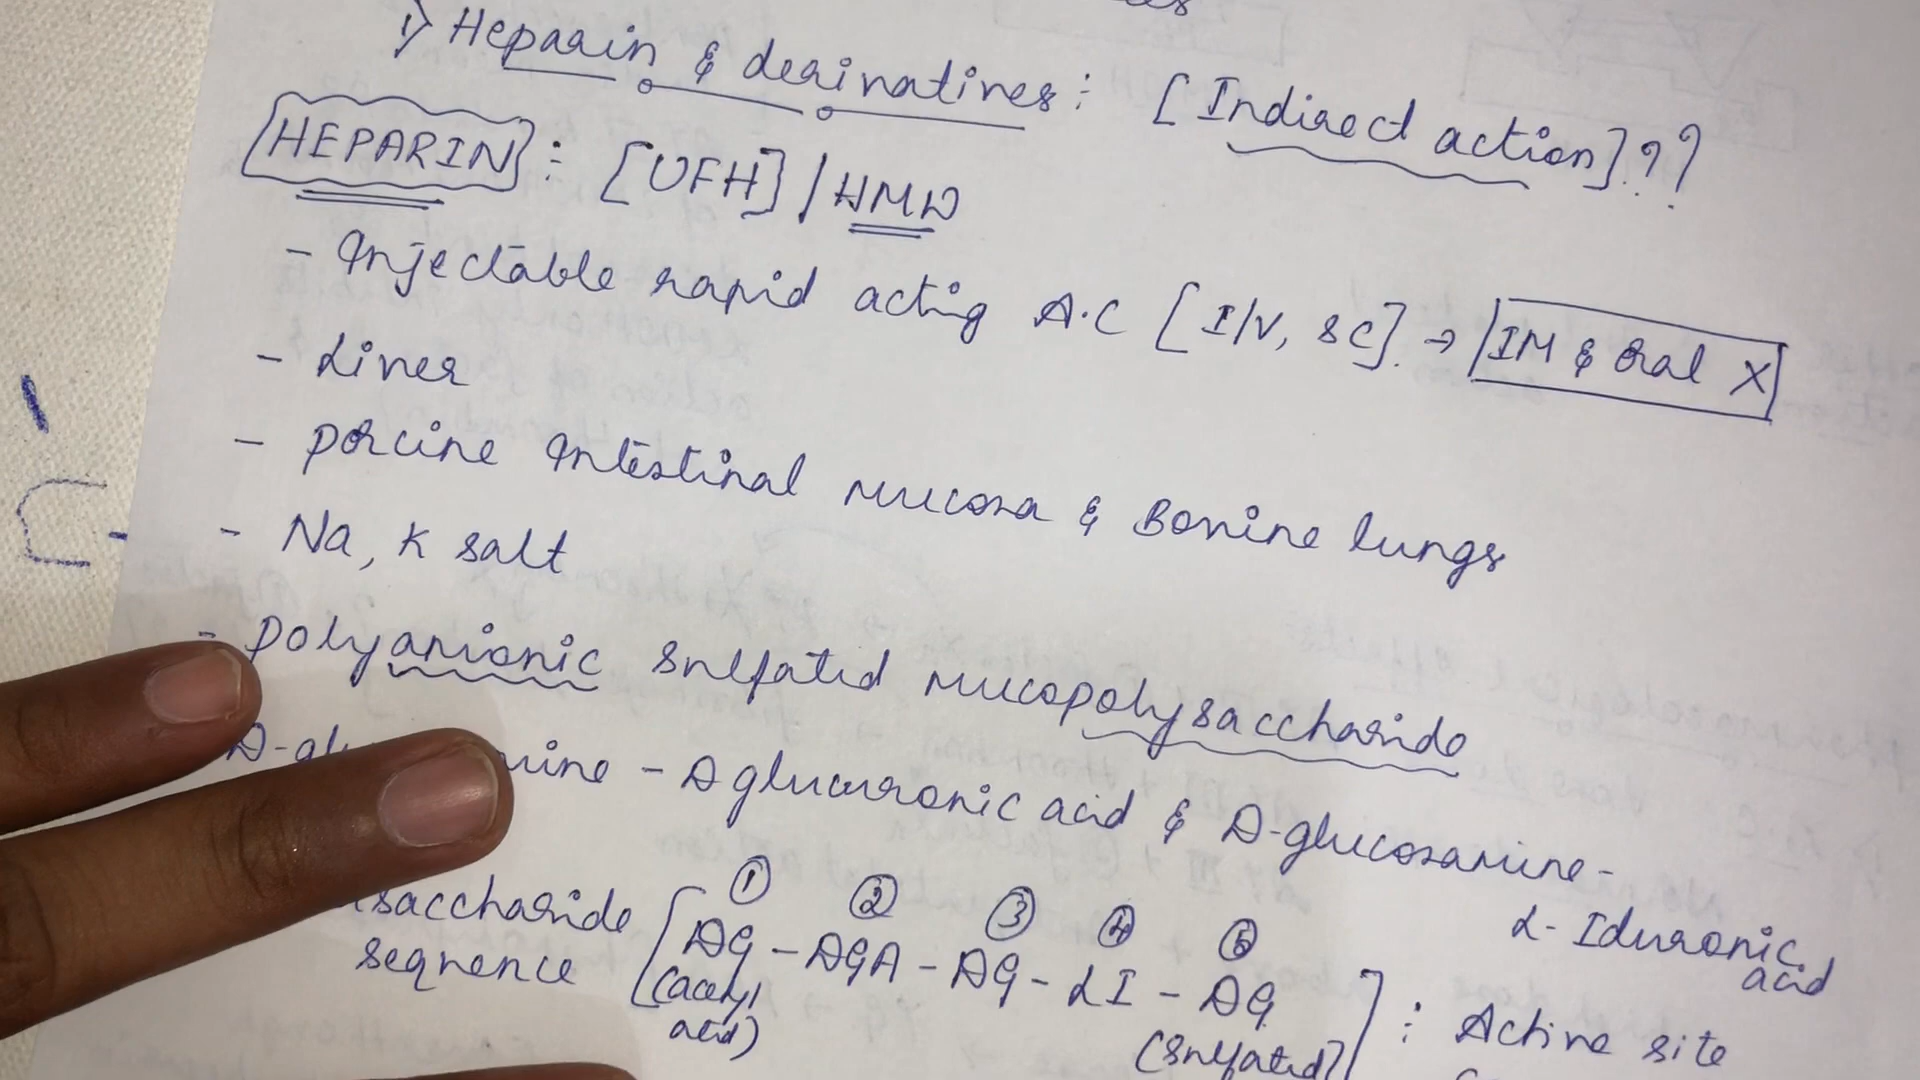 1) Heparin & derivatives : [Indirect action]??
HEPARIN : [UFH] / HMW
- Injectable rapid acting A.C [I/V, SC] → IM & oral X
- Liver
- Porcine Intestinal mucosa & Bovine lungs
- Na, K salt
- Polyanionic sulfated mucopolysaccharide
- D glucuronic acid & D-glucosamine -
L- Iduronic acid
saccharide sequence
① ② ③ ④ ⑤
[DG - DGA - DG - LI - DG] : Active site
(acetyl (sulfated)